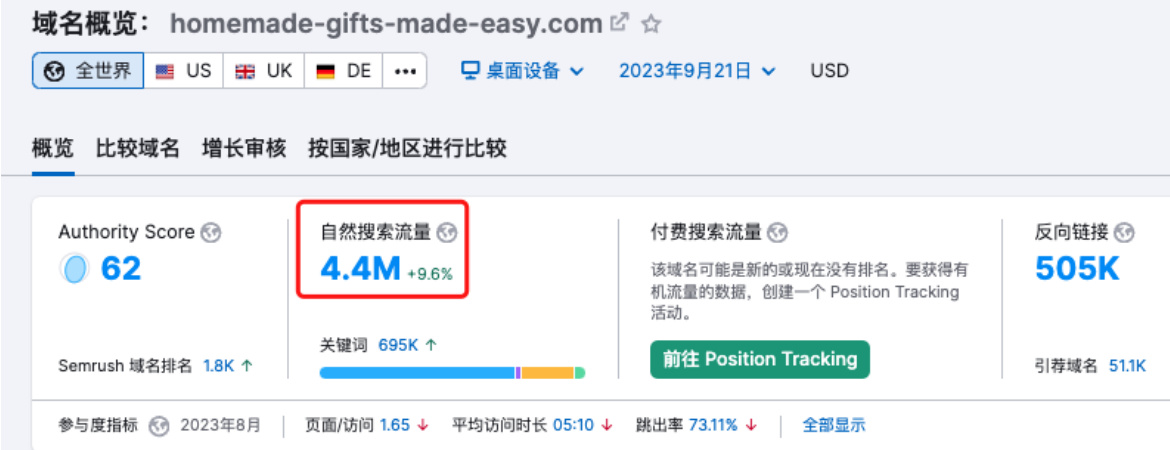 域名概览： homemade-gifts-made-easy.com
全世界 US UK DE ••• 桌面设备 2023年9月21日 USD
概览 比较域名 增长审核 按国家/地区进行比较
Authority Score 自然搜索流量 付费搜索流量 反向链接
62 4.4M +9.6% 该域名可能是新的或现在没有排名。要获得有 505K
机流量的数据，创建一个 Position Tracking
活动。
关键词 695K ↑
前往 Position Tracking
Semrush 域名排名 1.8K ↑ 引荐域名 51.1K
参与度指标 2023年8月 页面/访问 1.65 ↓ 平均访问时长 05:10 ↓ 跳出率 73.11% ↓ 全部显示